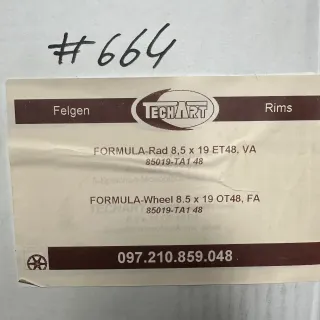 #664
Felgen TECHART Rims
FORMULA-Rad 8,5 x 19 ET48, VA
85019-TA1 48
FORMULA-Wheel 8.5 x 19 OT48, FA
85019-TA1 48
097.210.859.048